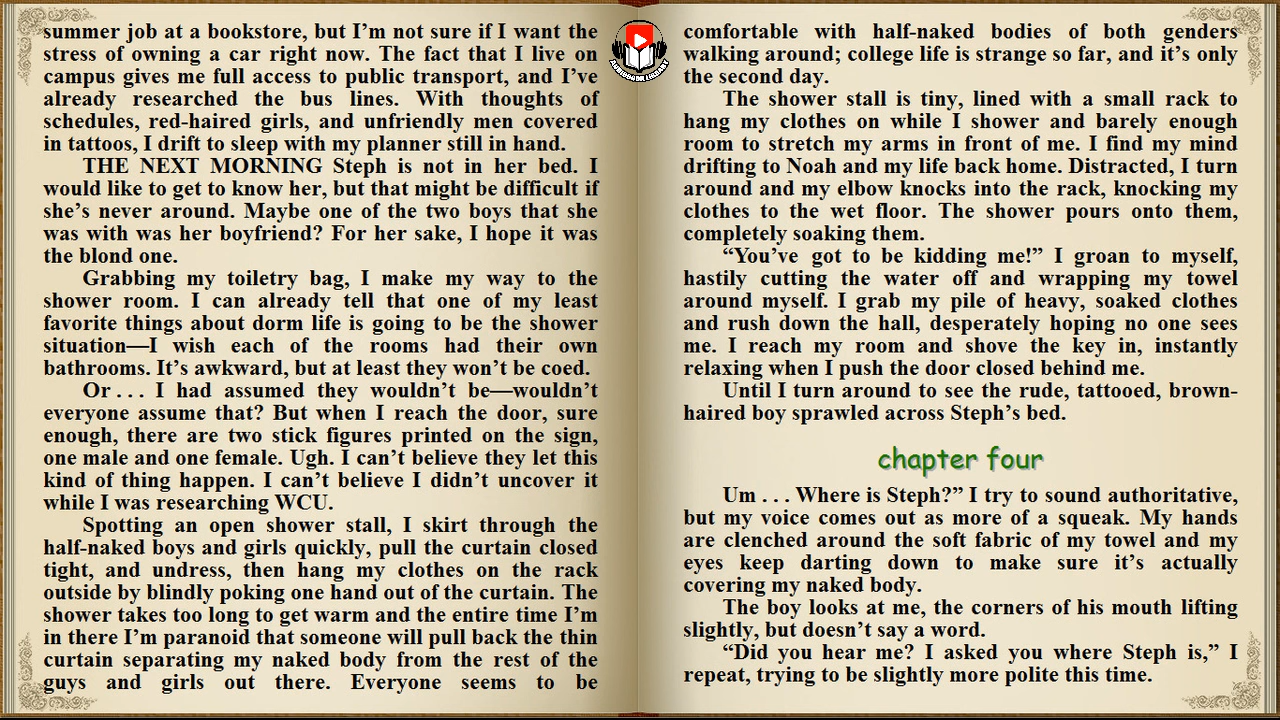 summer job at a bookstore, but I’m not sure if I want the
stress of owning a car right now. The fact that I live on
campus gives me full access to public transport, and I’ve
already researched the bus lines. With thoughts of
schedules, red-haired girls, and unfriendly men covered
in tattoos, I drift to sleep with my planner still in hand.
THE NEXT MORNING Steph is not in her bed. I
would like to get to know her, but that might be difficult if
she’s never around. Maybe one of the two boys that she
was with was her boyfriend? For her sake, I hope it was
the blond one.
Grabbing my toiletry bag, I make my way to the
shower room. I can already tell that one of my least
favorite things about dorm life is going to be the shower
situation—I wish each of the rooms had their own
bathrooms. It’s awkward, but at least they won’t be coed.
Or . . . I had assumed they wouldn’t be—wouldn’t
everyone assume that? But when I reach the door, sure
enough, there are two stick figures printed on the sign,
one male and one female. Ugh. I can’t believe they let this
kind of thing happen. I can’t believe I didn’t uncover it
while I was researching WCU.
Spotting an open shower stall, I skirt through the
half-naked boys and girls quickly, pull the curtain closed
tight, and undress, then hang my clothes on the rack
outside by blindly poking one hand out of the curtain. The
shower takes too long to get warm and the entire time I’m
in there I’m paranoid that someone will pull back the thin
curtain separating my naked body from the rest of the
guys and girls out there. Everyone seems to be
AUDIOBOOK LIBRARY
comfortable with half-naked bodies of both genders
walking around; college life is strange so far, and it’s only
the second day.
The shower stall is tiny, lined with a small rack to
hang my clothes on while I shower and barely enough
room to stretch my arms in front of me. I find my mind
drifting to Noah and my life back home. Distracted, I turn
around and my elbow knocks into the rack, knocking my
clothes to the wet floor. The shower pours onto them,
completely soaking them.
“You’ve got to be kidding me!” I groan to myself,
hastily cutting the water off and wrapping my towel
around myself. I grab my pile of heavy, soaked clothes
and rush down the hall, desperately hoping no one sees
me. I reach my room and shove the key in, instantly
relaxing when I push the door closed behind me.
Until I turn around to see the rude, tattooed, brown-
haired boy sprawled across Steph’s bed.
chapter four
Um . . . Where is Steph?” I try to sound authoritative,
but my voice comes out as more of a squeak. My hands
are clenched around the soft fabric of my towel and my
eyes keep darting down to make sure it’s actually
covering my naked body.
The boy looks at me, the corners of his mouth lifting
slightly, but doesn’t say a word.
“Did you hear me? I asked you where Steph is,” I
repeat, trying to be slightly more polite this time.